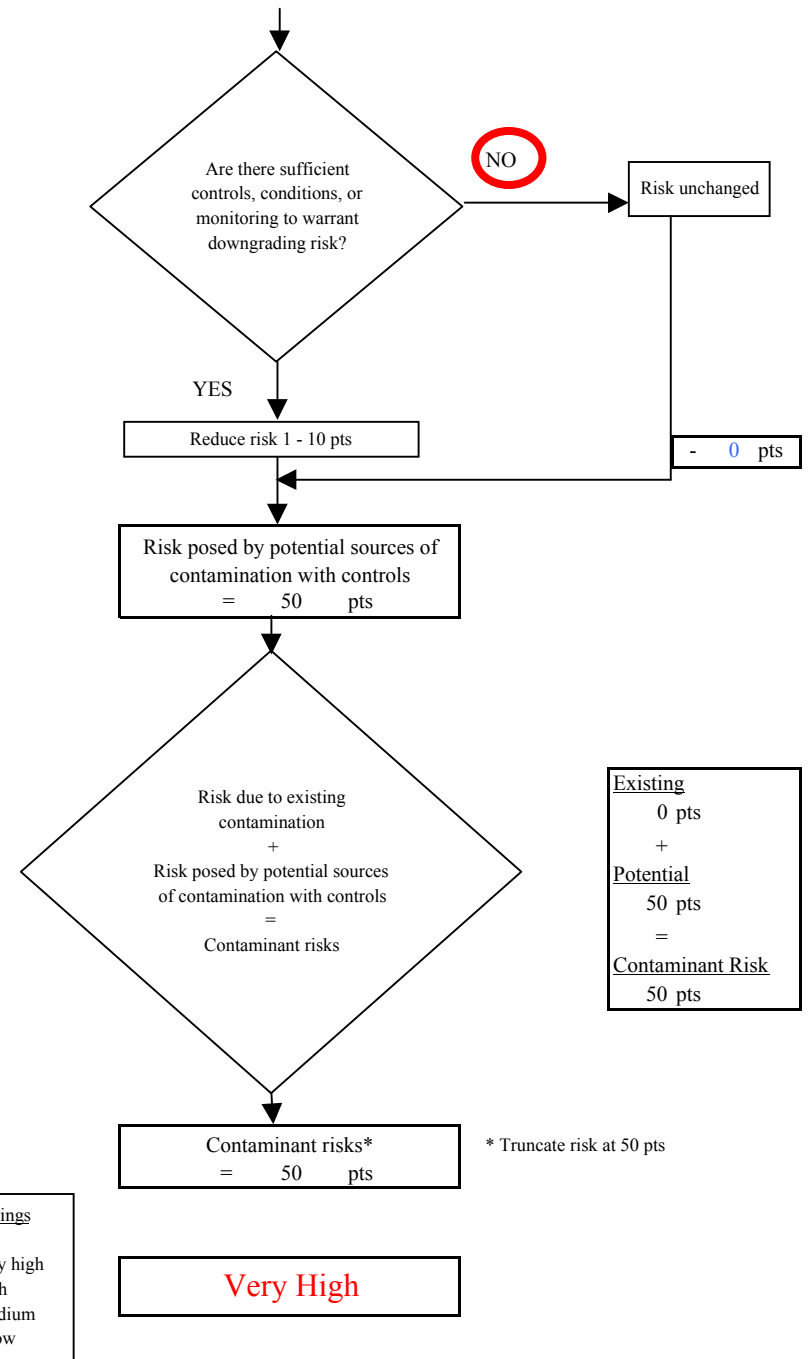 Are there sufficient
controls, conditions, or
monitoring to warrant
downgrading risk?
NO
Risk unchanged
YES
Reduce risk 1 - 10 pts
- 0 pts
Risk posed by potential sources of
contamination with controls
= 50 pts
Risk due to existing
contamination
+
Risk posed by potential sources
of contamination with controls
=
Contaminant risks
Existing
0 pts
+
Potential
50 pts
=
Contaminant Risk
50 pts
Contaminant risks*
= 50 pts
* Truncate risk at 50 pts
high
Very High